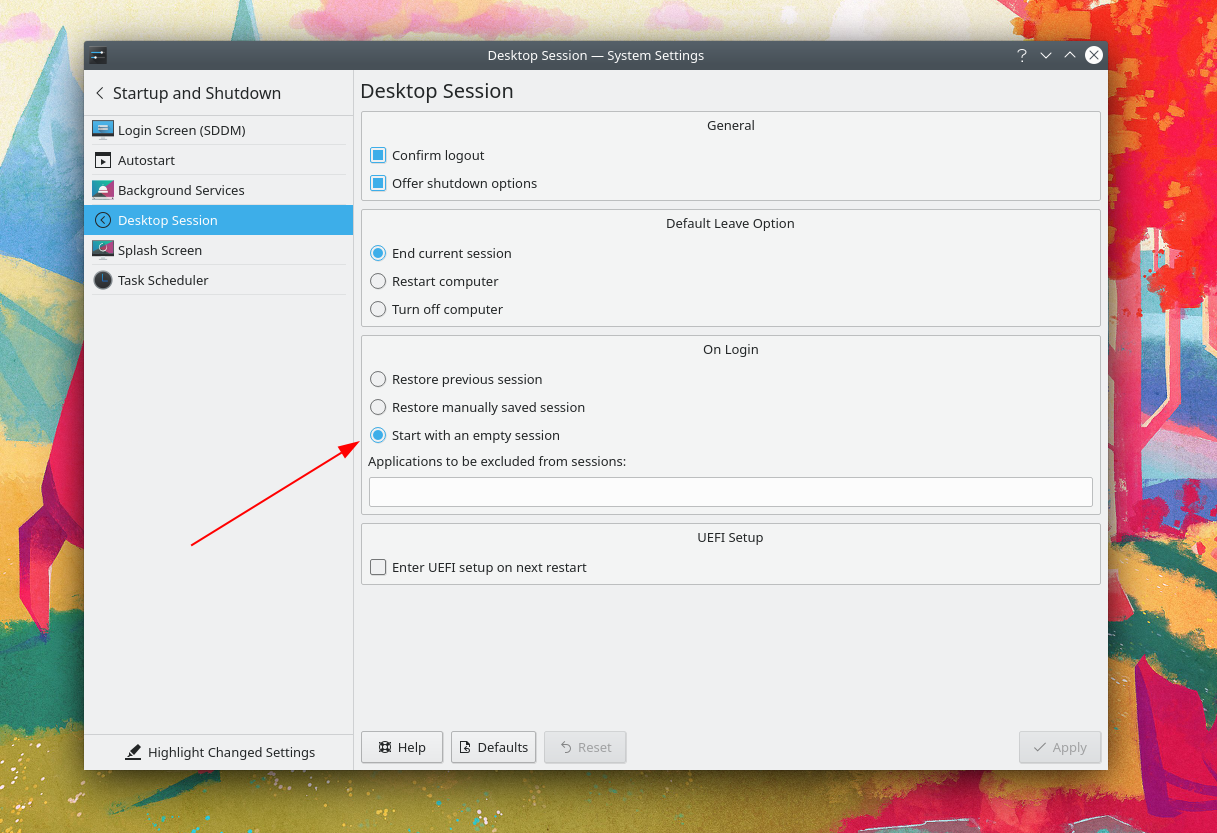 Desktop Session — System Settings
?
Startup and Shutdown
Login Screen (SDDM)
Autostart
Background Services
Desktop Session
Splash Screen
Task Scheduler
Highlight Changed Settings
Desktop Session
General
Confirm logout
Offer shutdown options
Default Leave Option
End current session
Restart computer
Turn off computer
On Login
Restore previous session
Restore manually saved session
Start with an empty session
Applications to be excluded from sessions:
UEFI Setup
Enter UEFI setup on next restart
Help
Defaults
Reset
Apply